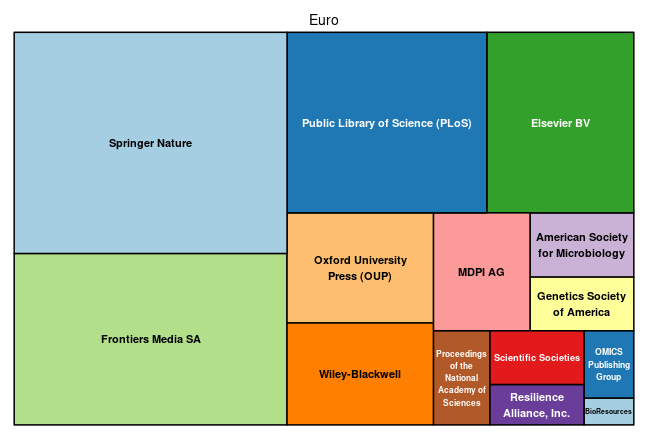 Euro
Springer Nature
Public Library of Science (PLoS)
Elsevier BV
Frontiers Media SA
Oxford University
Press (OUP)
Wiley-Blackwell
MDPI AG
American Society
for Microbiology
Genetics Society
of America
Proceedings
of the
National
Academy of
Sciences
Scientific Societies
Resilience
Alliance, Inc.
OMICS
Publishing
Group
BioResources